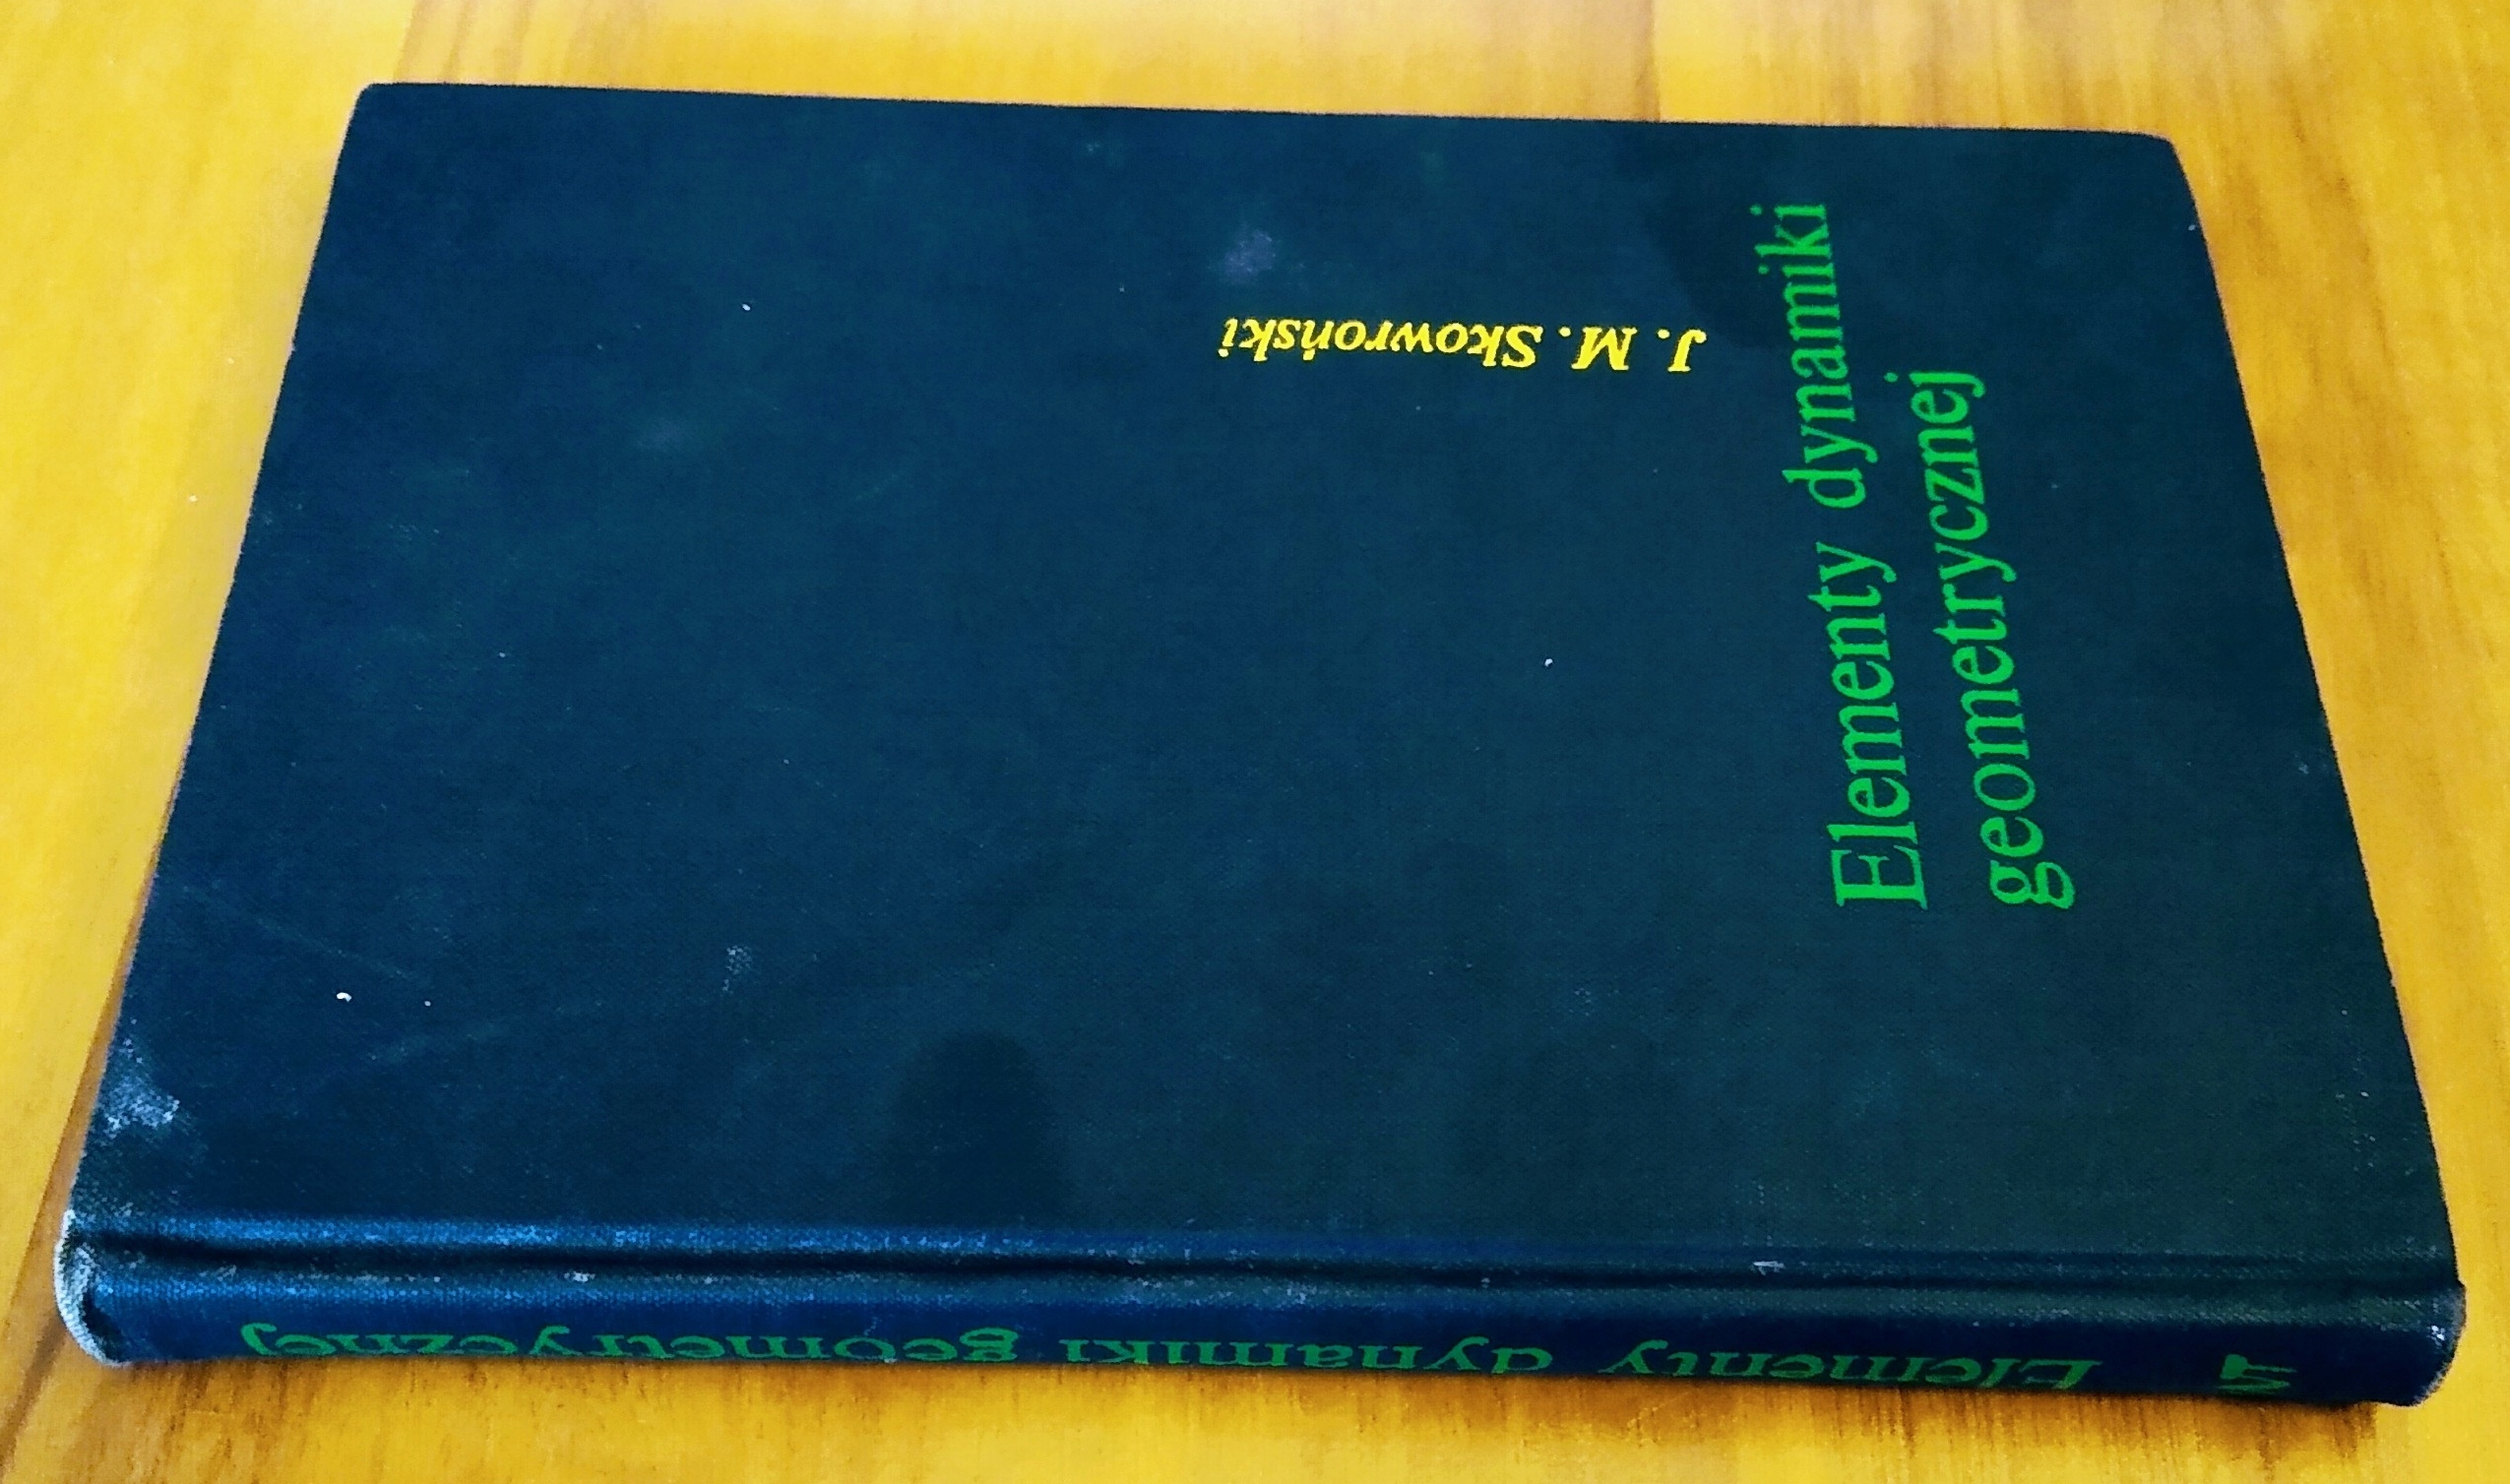 J. M. Skowroński
Elementy dynamiki
geometrycznej
Elementy dynamiki geometrycznej